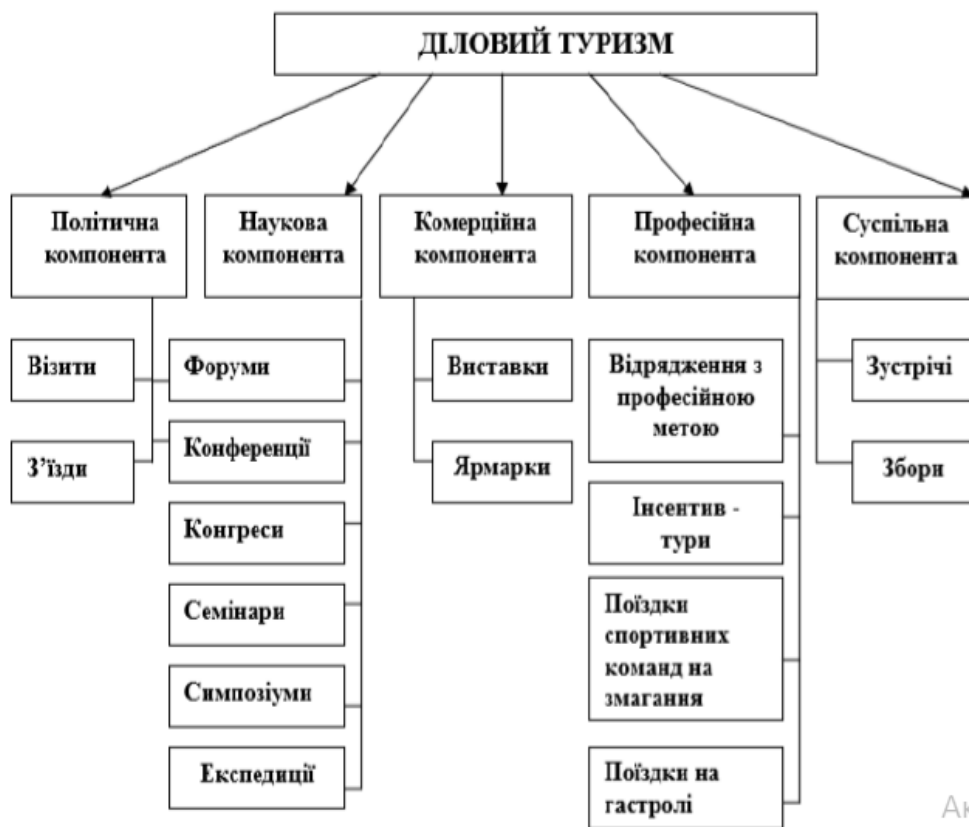 ДІЛОВИЙ ТУРИЗМ
Політична
компонента
Наукова
компонента
Комерційна
компонента
Професійна
компонента
Суспільна
компонента
Візити
З’їзди
Форуми
Конференції
Конгреси
Семінари
Симпозіуми
Експедиції
Виставки
Ярмарки
Відрядження з
професійною
метою
Інсентив -
тури
Поїздки
спортивних
команд на
змагання
Поїздки на
гастролі
Зустрічі
Збори
Ак